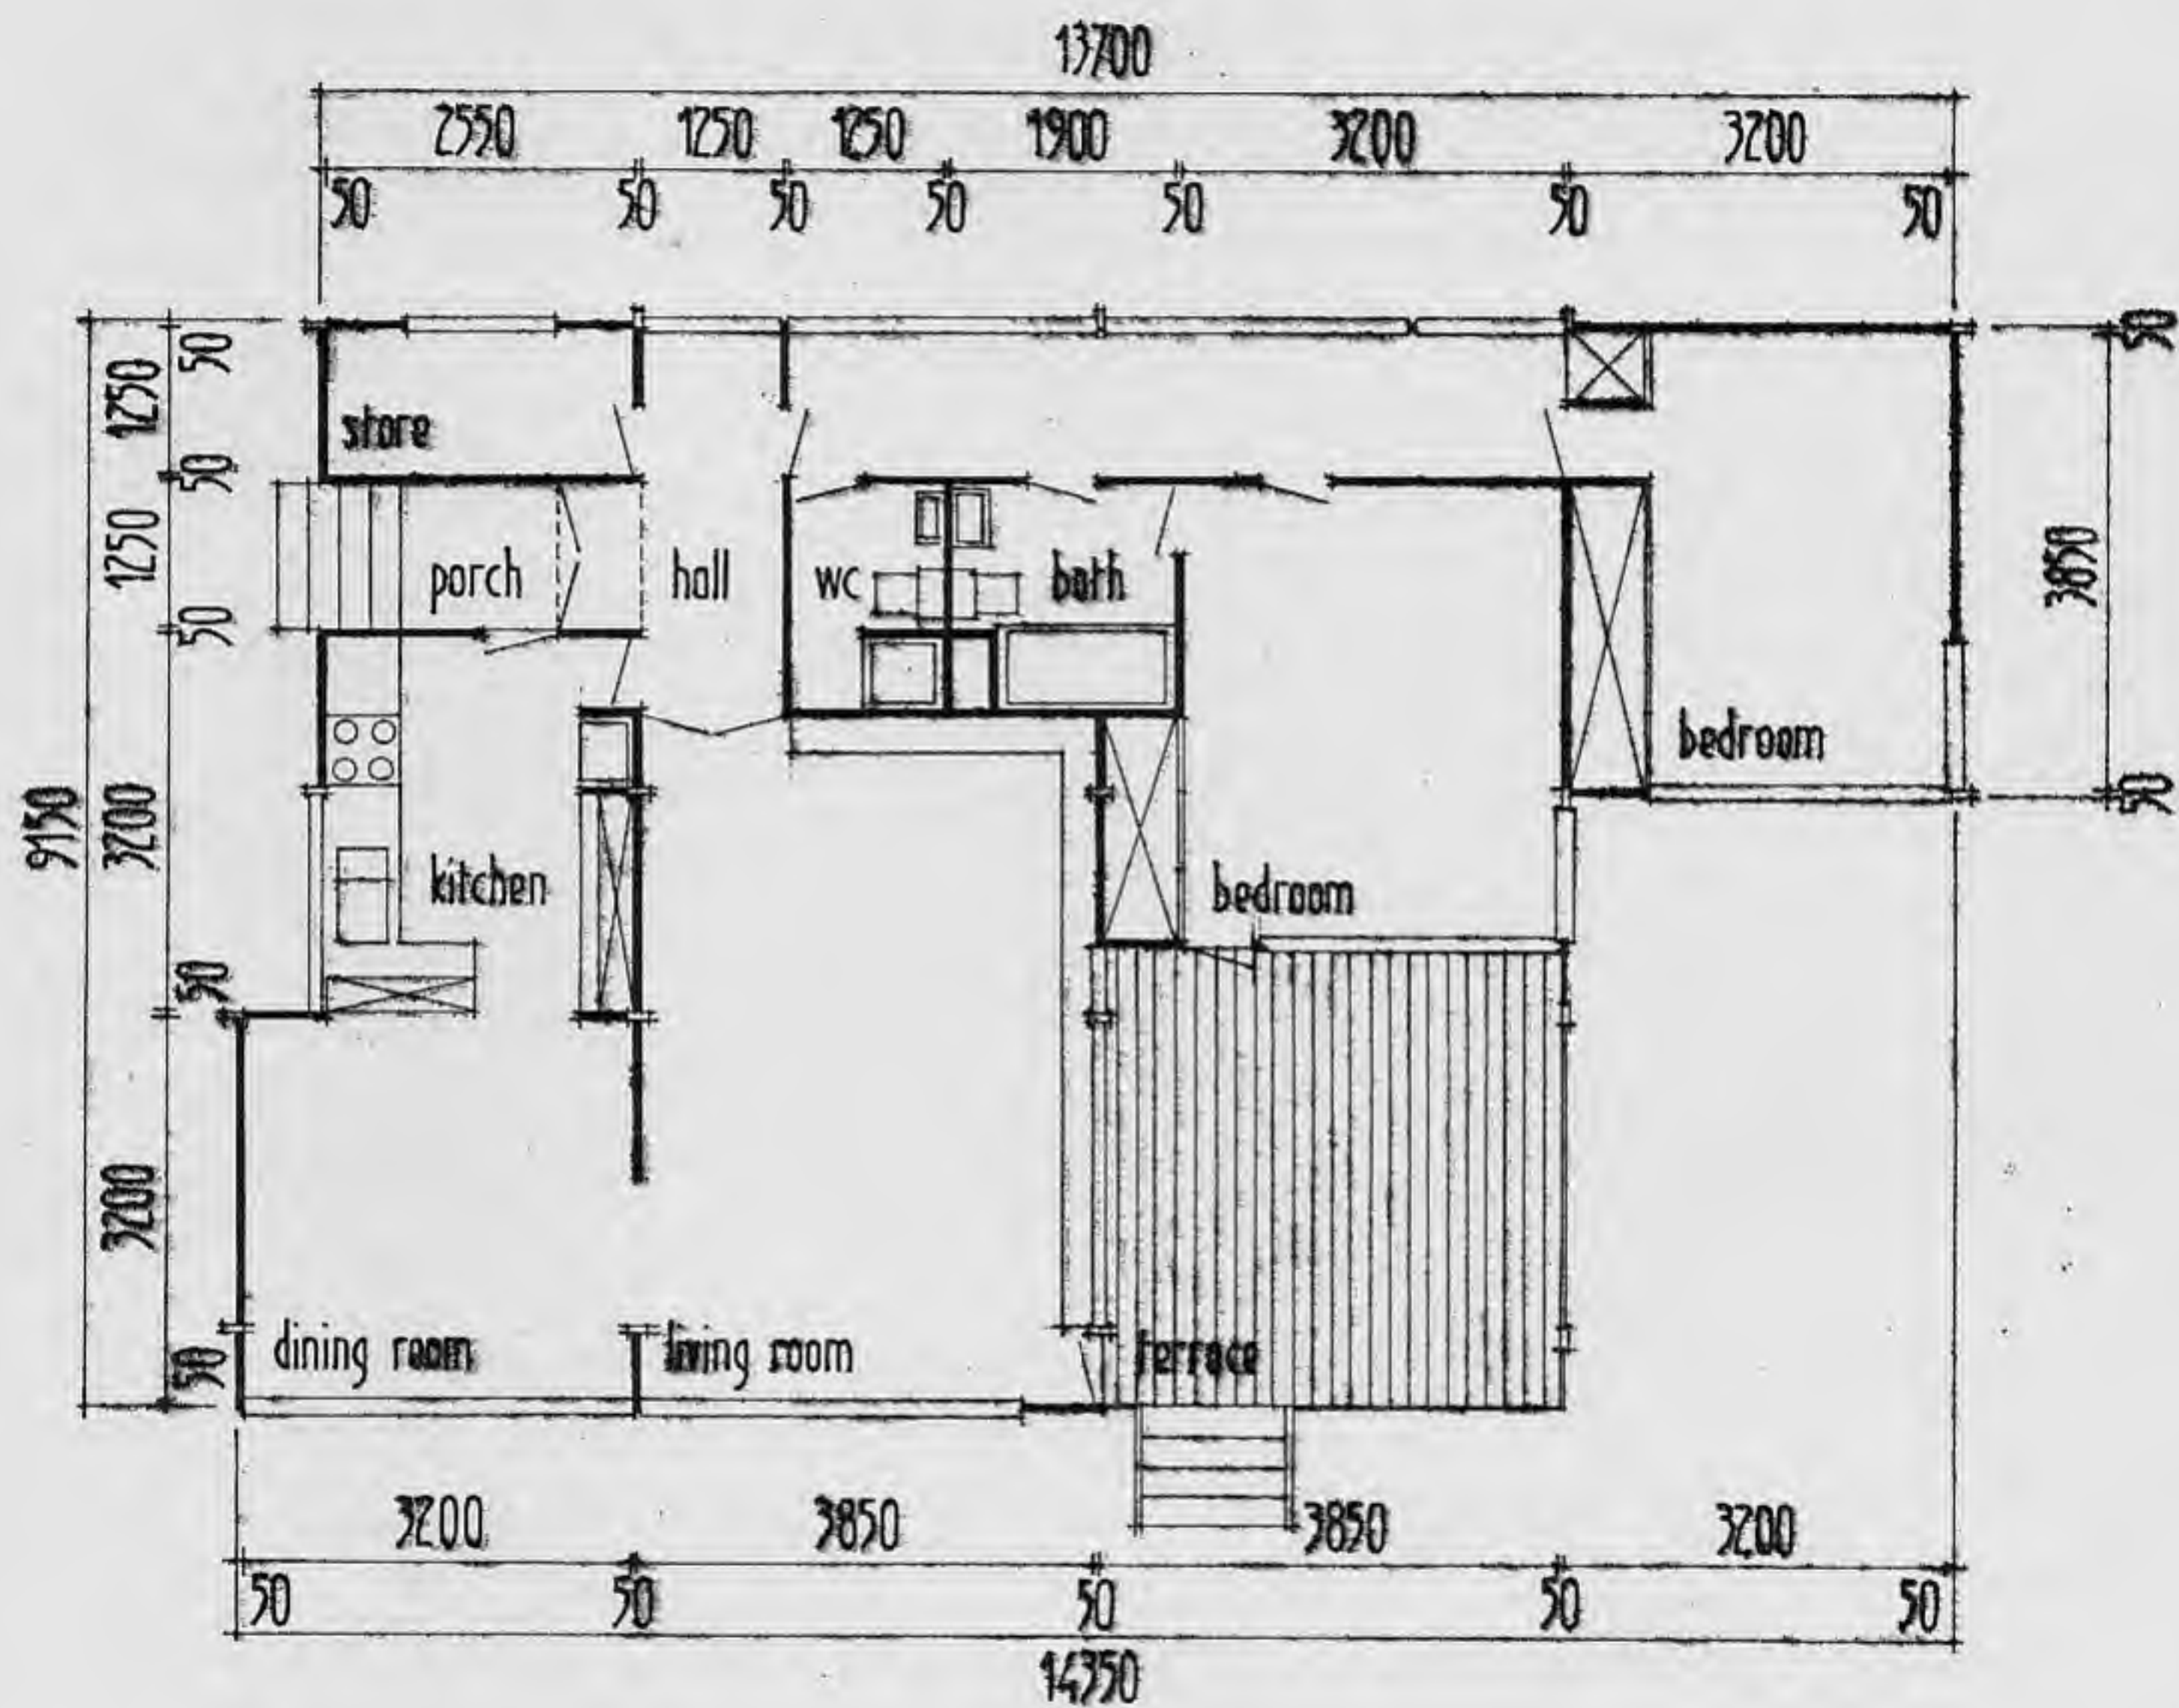 13700
2550 1250 1250 1900 3200 3200
50 50 50 50 50 50 50
1250 50 50
store
50
1250 porch hall wc bath 3850
50
bedroom
9150 3200 50
kitchen bedroom
50
3200
dining room living room terrace
50
3200 3850 3850 3200
50 50 50 50 50
14350